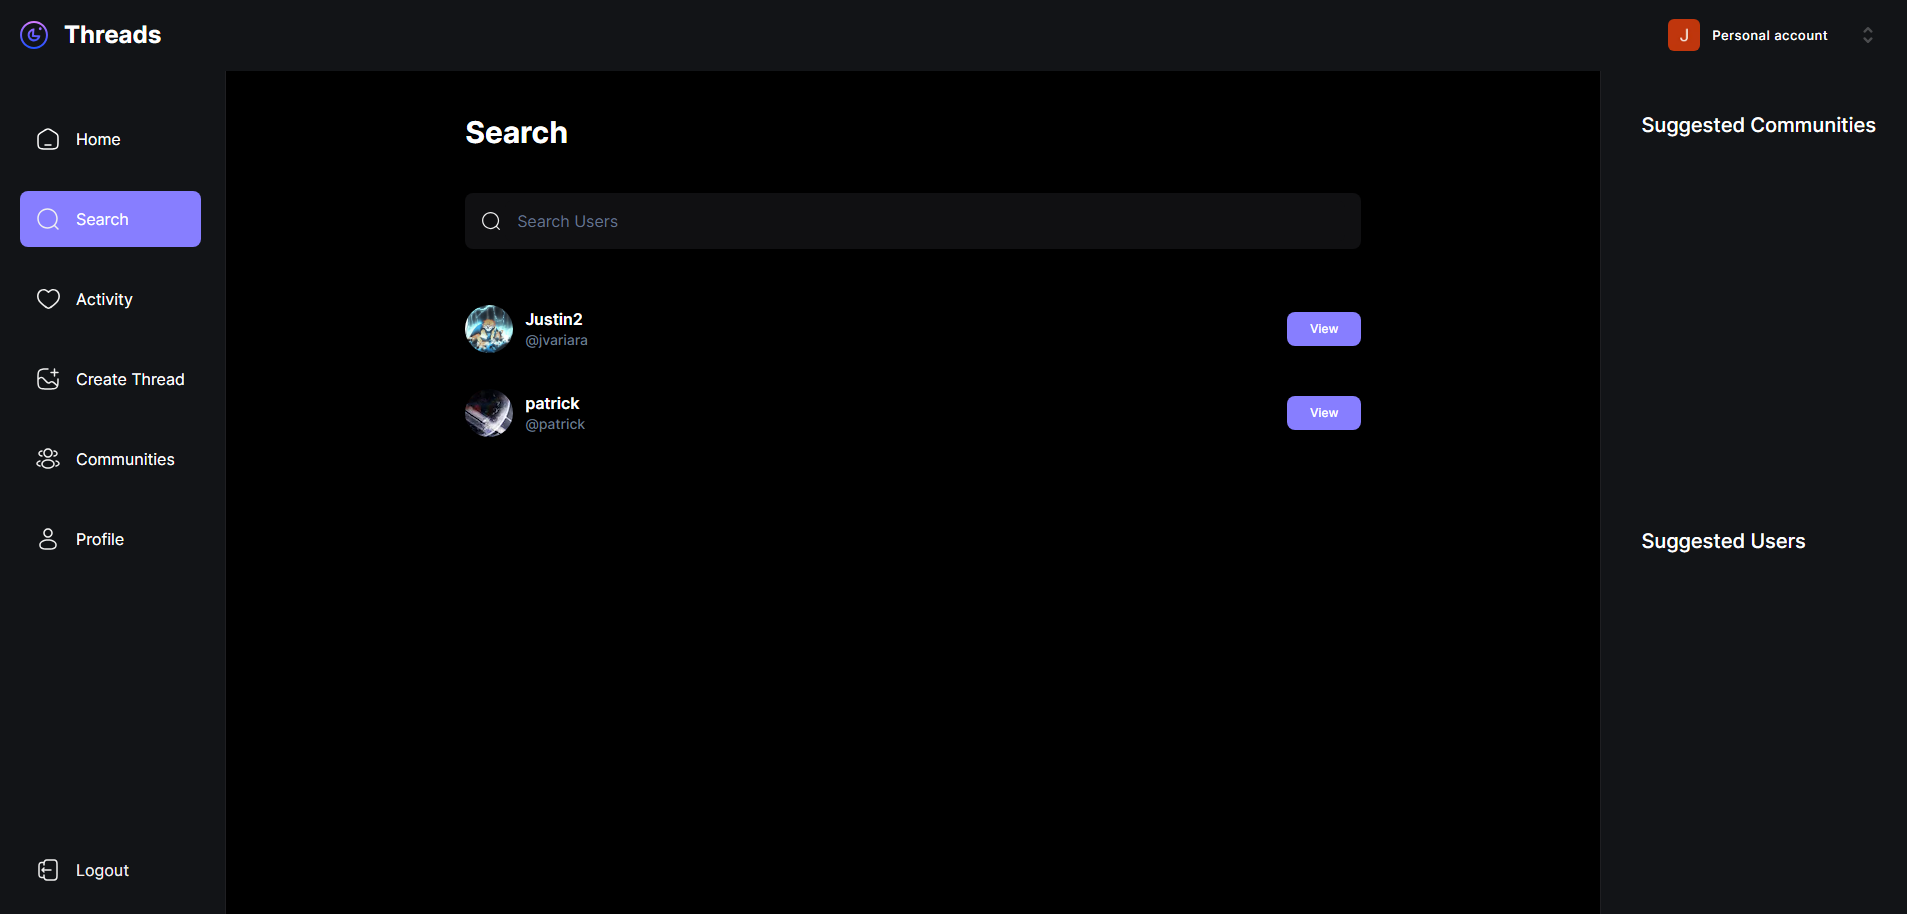 Threads
J Personal account
Home
Search
Activity
Create Thread
Communities
Profile
Logout
Search
Search Users
Justin2
@jvariara
View
patrick
@patrick
View
Suggested Communities
Suggested Users